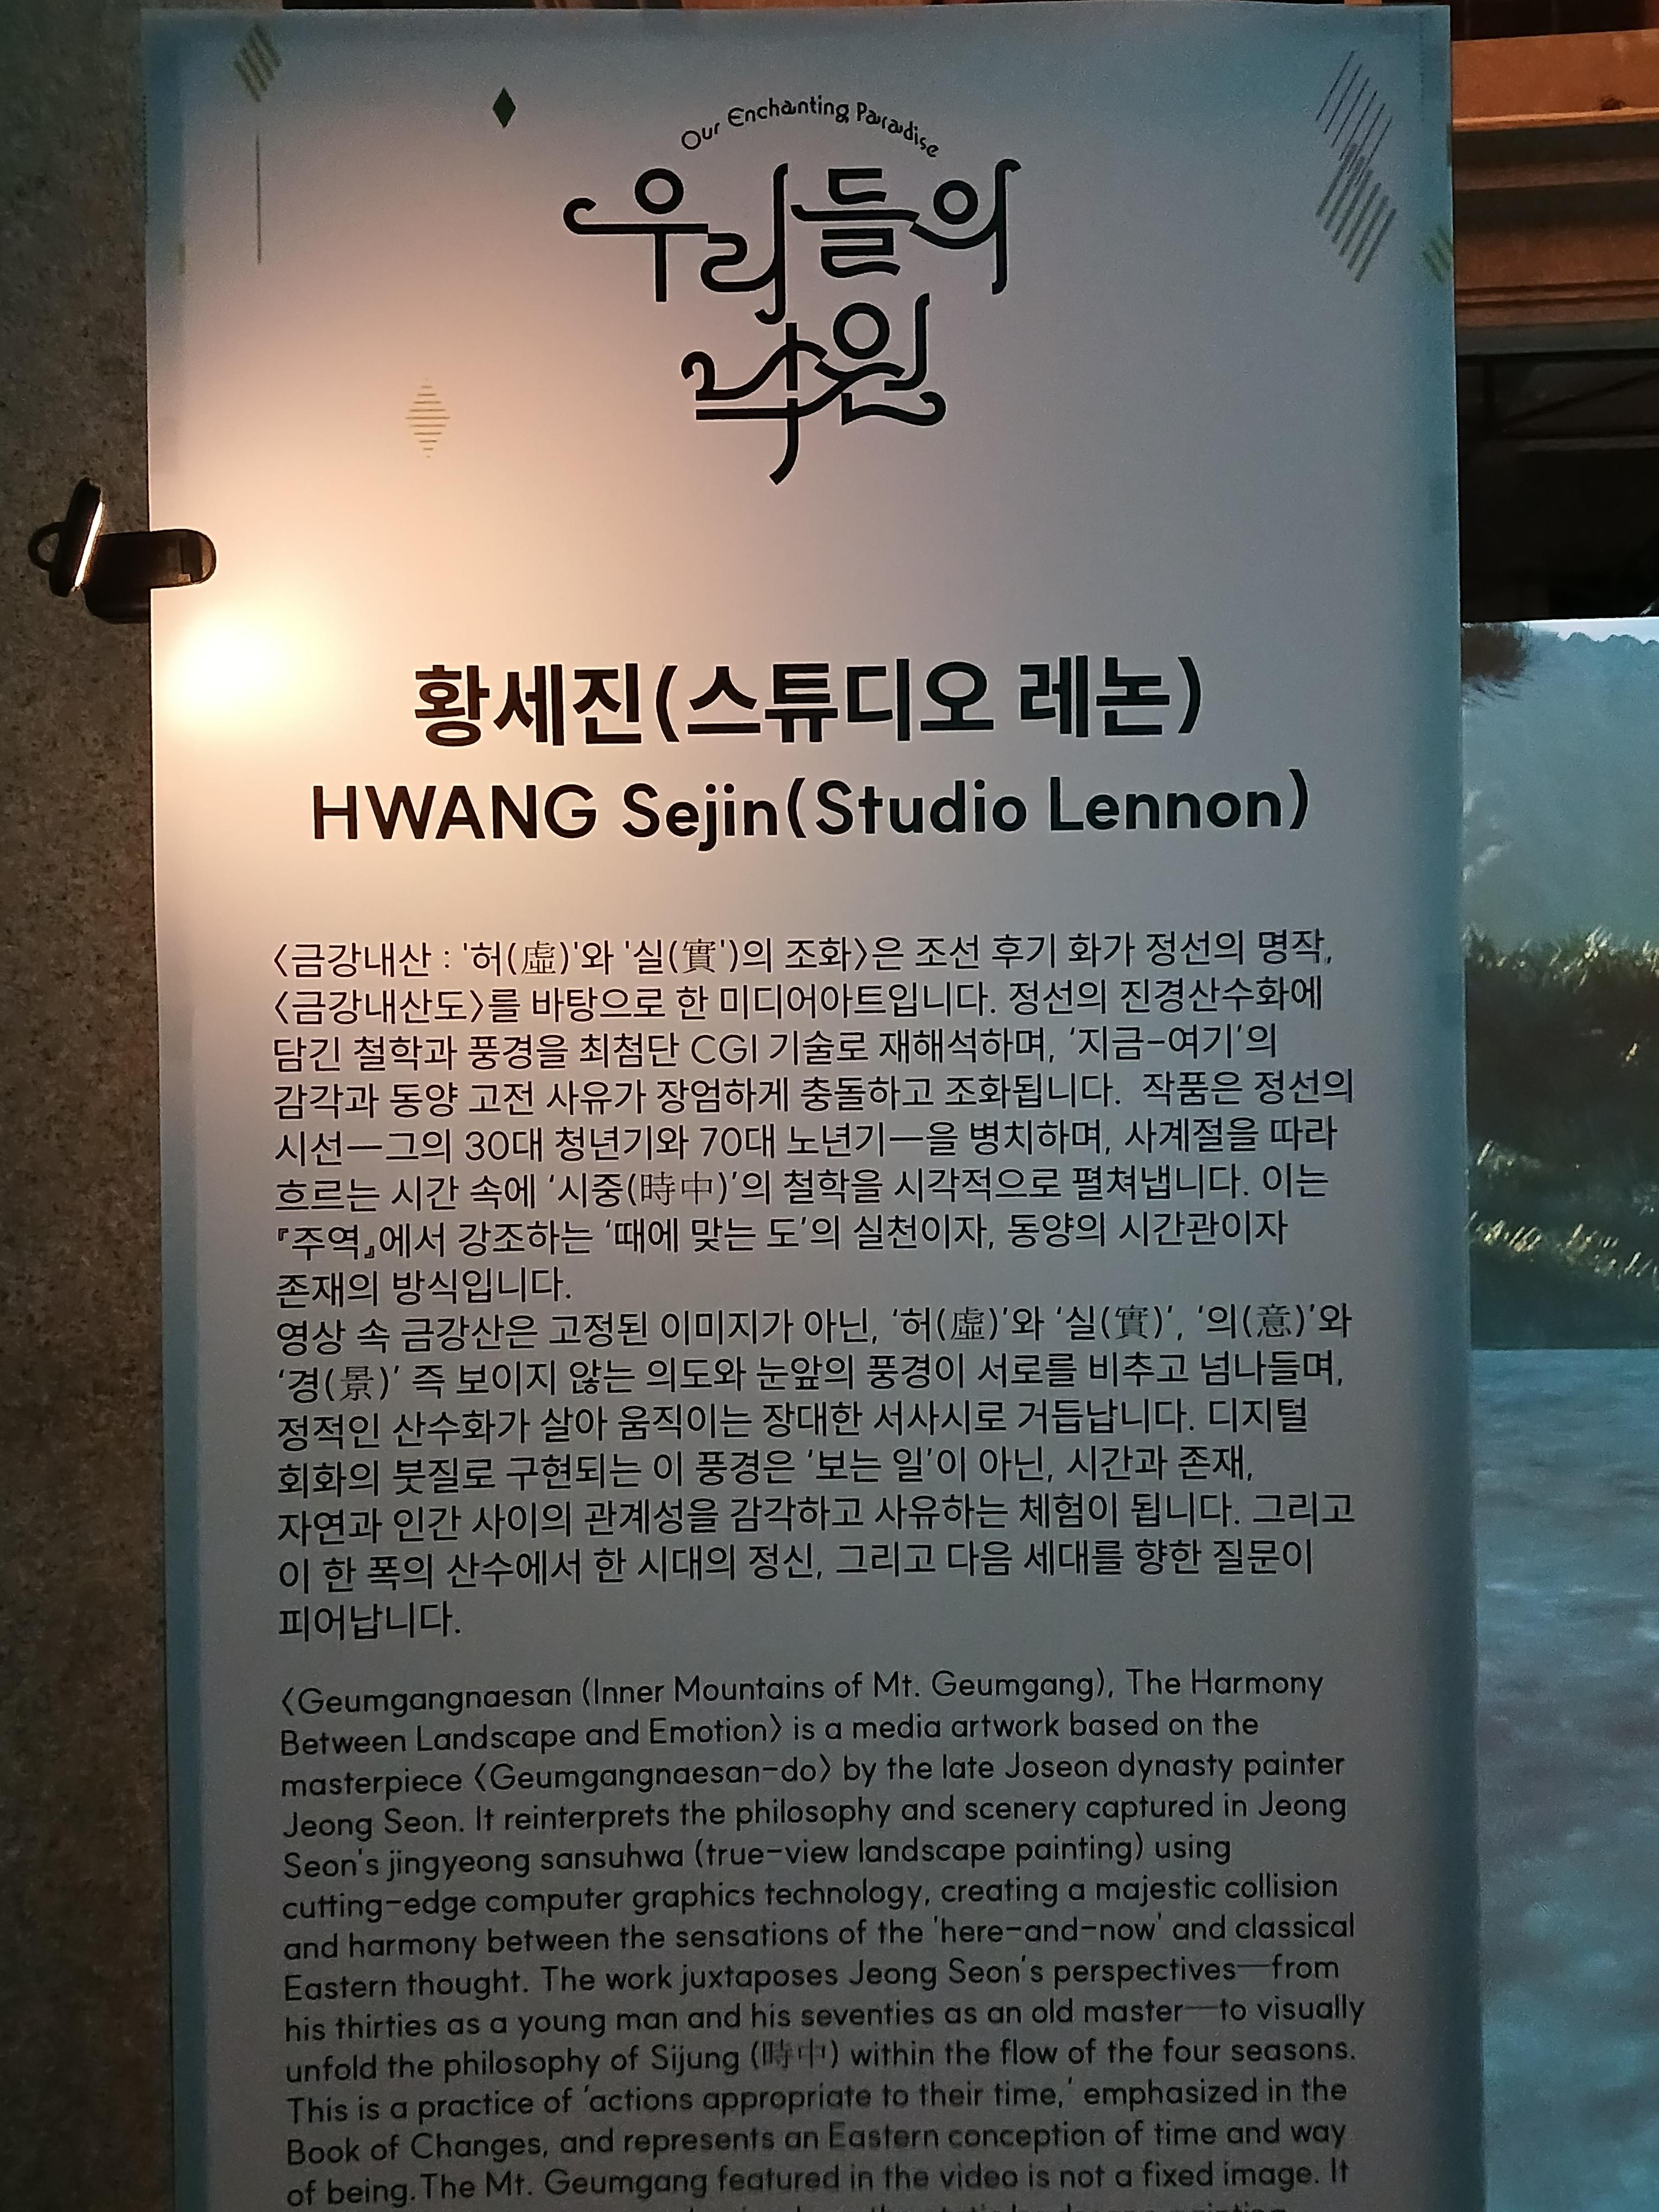 Our Enchanting Paradise
우리들의
낙원
황세진(스튜디오 레논)
HWANG Sejin(Studio Lennon)
〈금강내산 : '허(虛)'와 '실(實')의 조화〉은 조선 후기 화가 정선의 명작,
〈금강내산도〉를 바탕으로 한 미디어아트입니다. 정선의 진경산수화에
담긴 철학과 풍경을 최첨단 CGI 기술로 재해석하며, ‘지금-여기’의
감각과 동양 고전 사유가 장엄하게 충돌하고 조화됩니다. 작품은 정선의
시선—그의 30대 청년기와 70대 노년기—을 병치하며, 사계절을 따라
흐르는 시간 속에 ‘시중(時中)’의 철학을 시각적으로 펼쳐냅니다. 이는
『주역』에서 강조하는 ‘때에 맞는 도’의 실천이자, 동양의 시간관이자
존재의 방식입니다.
영상 속 금강산은 고정된 이미지가 아닌, ‘허(虛)’와 ‘실(實)’, ‘의(意)’와
‘경(景)’ 즉 보이지 않는 의도와 눈앞의 풍경이 서로를 비추고 넘나들며,
정적인 산수화가 살아 움직이는 장대한 서사시로 거듭납니다. 디지털
회화의 붓질로 구현되는 이 풍경은 ‘보는 일’이 아닌, 시간과 존재,
자연과 인간 사이의 관계성을 감각하고 사유하는 체험이 됩니다. 그리고
이 한 폭의 산수에서 한 시대의 정신, 그리고 다음 세대를 향한 질문이
피어납니다.
〈Geumgangnaesan (Inner Mountains of Mt. Geumgang), The Harmony
Between Landscape and Emotion〉 is a media artwork based on the
masterpiece 〈Geumgangnaesan-do〉 by the late Joseon dynasty painter
Jeong Seon. It reinterprets the philosophy and scenery captured in Jeong
Seon's jingyeong sansuhwa (true-view landscape painting) using
cutting-edge computer graphics technology, creating a majestic collision
and harmony between the sensations of the 'here-and-now' and classical
Eastern thought. The work juxtaposes Jeong Seon's perspectives—from
his thirties as a young man and his seventies as an old master—to visually
unfold the philosophy of Sijung (時中) within the flow of the four seasons.
This is a practice of ‘actions appropriate to their time,’ emphasized in the
Book of Changes, and represents an Eastern conception of time and way
of being.The Mt. Geumgang featured in the video is not a fixed image. It